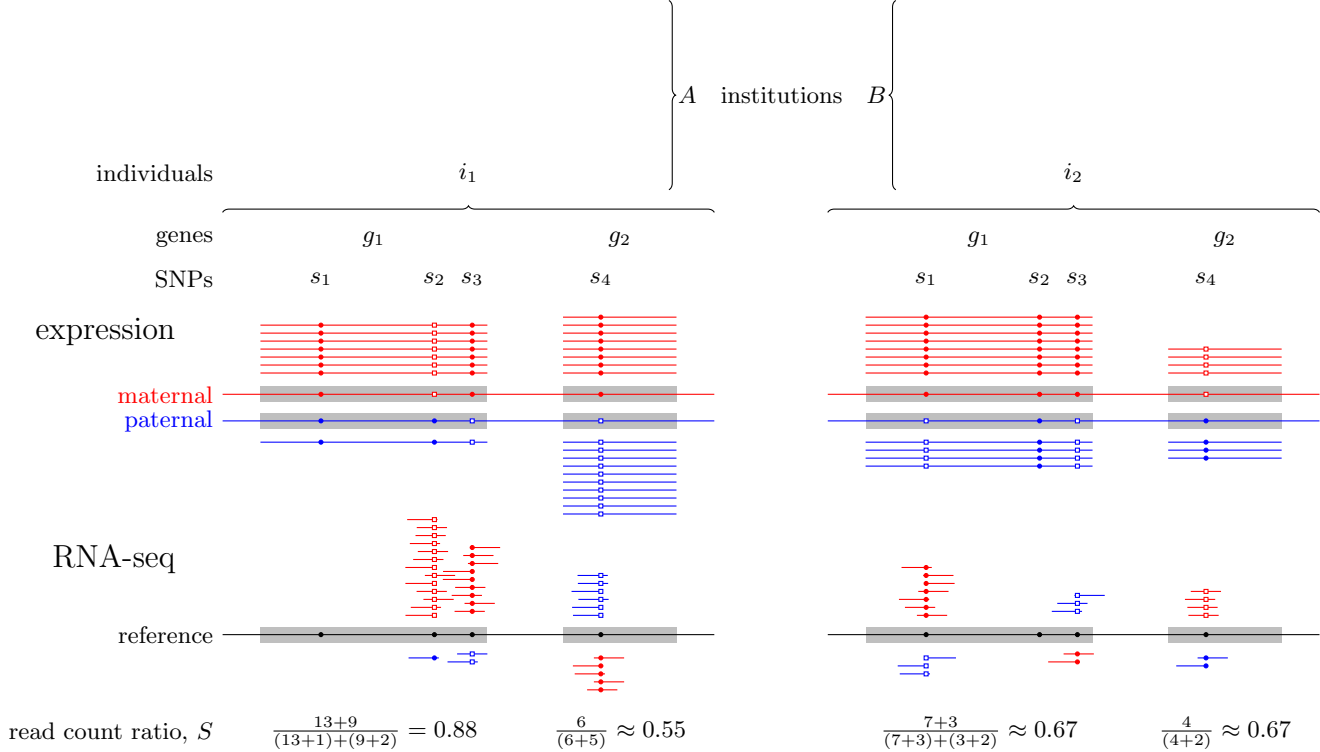 A institutions B
individuals i₁ i₂
genes g₁ g₂ g₁ g₂
SNPs s₁ s₂ s₃ s₄ s₁ s₂ s₃ s₄
expression
maternal
paternal
RNA-seq
reference
read count ratio, S 13+9/(13+1)+(9+2) = 0.88 6/(6+5) ≈ 0.55 7+3/(7+3)+(3+2) ≈ 0.67 4/(4+2) ≈ 0.67